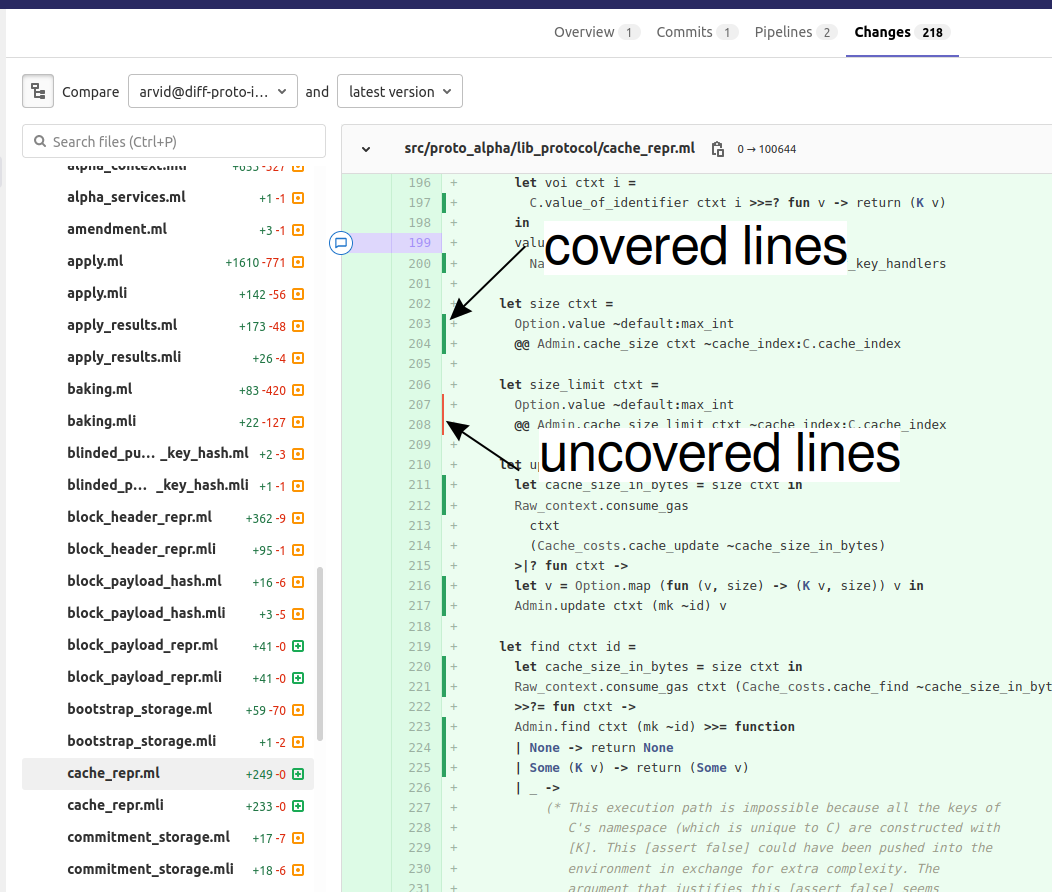 Overview 1 Commits 1 Pipelines 2 Changes 218
Compare arvid@diff-proto-i... and latest version
Search files (Ctrl+P)
alpha_context.mli +655 -527
alpha_services.ml +1 -1
amendment.ml +3 -1
apply.ml +1610 -771
apply.mli +142 -56
apply_results.ml +173 -48
apply_results.mli +26 -4
baking.ml +83 -420
baking.mli +22 -127
blinded_pu... _key_hash.ml +2 -3
blinded_p... _key_hash.mli +1 -1
block_header_repr.ml +362 -9
block_header_repr.mli +95 -1
block_payload_hash.ml +16 -6
block_payload_hash.mli +3 -5
block_payload_repr.ml +41 -0
block_payload_repr.mli +41 -0
bootstrap_storage.ml +59 -70
bootstrap_storage.mli +1 -2
cache_repr.ml +249 -0
cache_repr.mli +233 -0
commitment_storage.ml +17 -7
commitment_storage.mli +18 -6
src/proto_alpha/lib_protocol/cache_repr.ml 0 → 100644
196 + let voi ctxt i =
197 + C.value_of_identifier ctxt i >>=? fun v -> return (K v)
198 + in
199 + valu
200 + Na _key_handlers
201 +
202 + let size ctxt =
203 + Option.value ~default:max_int
204 + @@ Admin.cache_size ctxt ~cache_index:C.cache_index
205 +
206 + let size_limit ctxt =
207 + Option.value ~default:max_int
208 + @@ Admin.cache_size_limit ctxt ~cache_index:C.cache_index
209 +
210 + let up
211 + let cache_size_in_bytes = size ctxt in
212 + Raw_context.consume_gas
213 + ctxt
214 + (Cache_costs.cache_update ~cache_size_in_bytes)
215 + >|? fun ctxt ->
216 + let v = Option.map (fun (v, size) -> (K v, size)) v in
217 + Admin.update ctxt (mk ~id) v
218 +
219 + let find ctxt id =
220 + let cache_size_in_bytes = size ctxt in
221 + Raw_context.consume_gas ctxt (Cache_costs.cache_find ~cache_size_in_byt
222 + >>?= fun ctxt ->
223 + Admin.find ctxt (mk ~id) >>= function
224 + | None -> return None
225 + | Some (K v) -> return (Some v)
226 + | _ ->
227 + (* This execution path is impossible because all the keys of
228 + C's namespace (which is unique to C) are constructed with
229 + [K]. This [assert false] could have been pushed into the
230 + environment in exchange for extra complexity. The
231 + argument that justifies this [assert false] seems
covered lines
uncovered lines